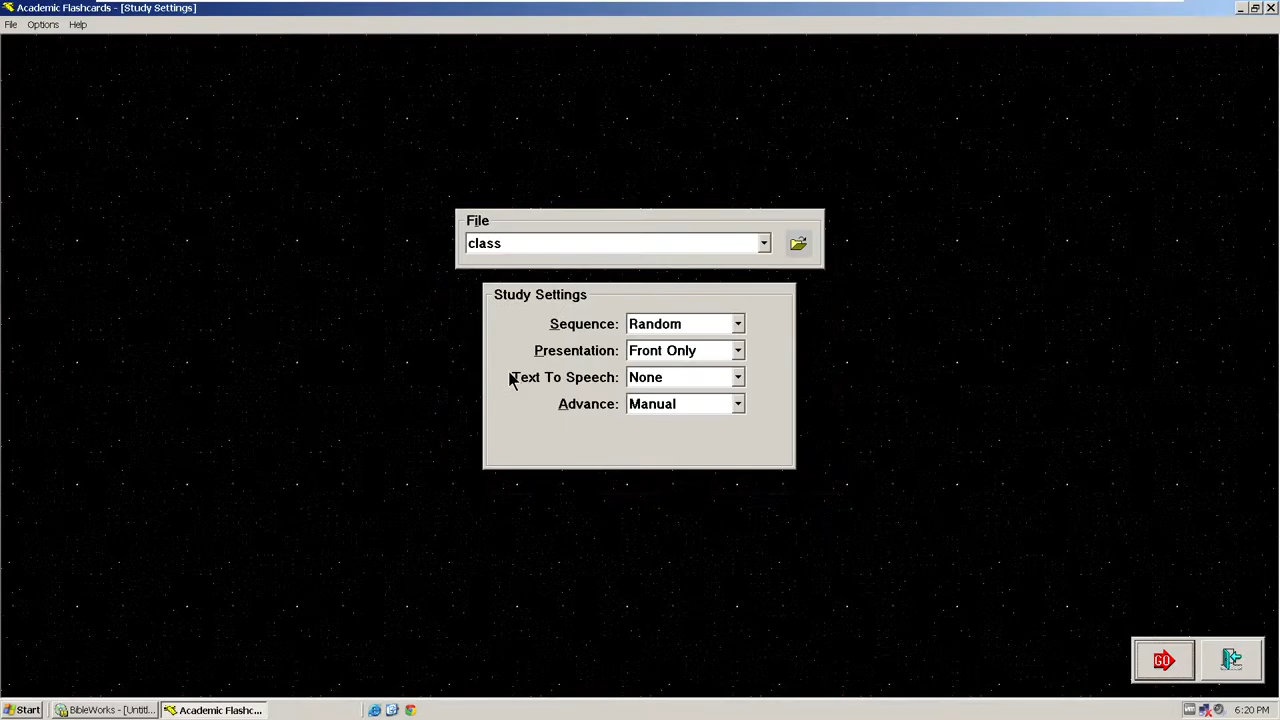 Academic Flashcards - [Study Settings]
File Options Help
File
class
Study Settings
Sequence: Random
Presentation: Front Only
Text To Speech: None
Advance: Manual
GO
Start BibleWorks - [Untitl... Academic Flashc... 6:20 PM